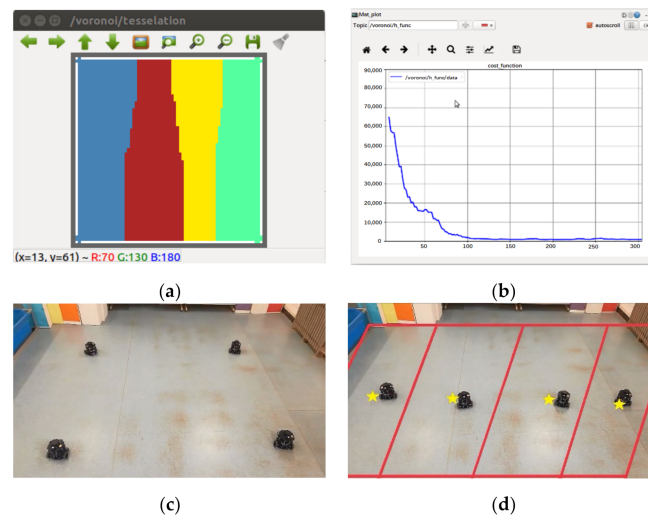 /voronoi/tesselation
(x=13, y=61) ~ R:70 G:130 B:180
(a)
Mat_plot
Topic /voronoi/h_func
autoscroll
cost_function
/voronoi/h_func/data
90,000
80,000
70,000
60,000
50,000
40,000
30,000
20,000
10,000
0
50 100 150 200 250 300
(b)
(c)
(d)